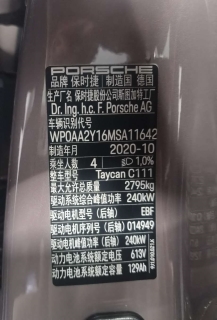 PORSCHE
品牌 保时捷 制造国 德国
生产厂名 保时捷股份公司斯图加特工厂
Dr. Ing. h.c. F. Porsche AG
车辆识别代号
WP0AA2Y16MSA11642
制造年月 2020-10
乘坐人数 4 1,0%
整车型号 Taycan C111
最大允许总质量 2795kg
驱动系统综合峰值功率 240kW
驱动电机型号 EBF
驱动电机序列号 014949
驱动电机峰值功率 240kW
动力电池系统额定电压 613V
动力电池系统额定容量 129Ah